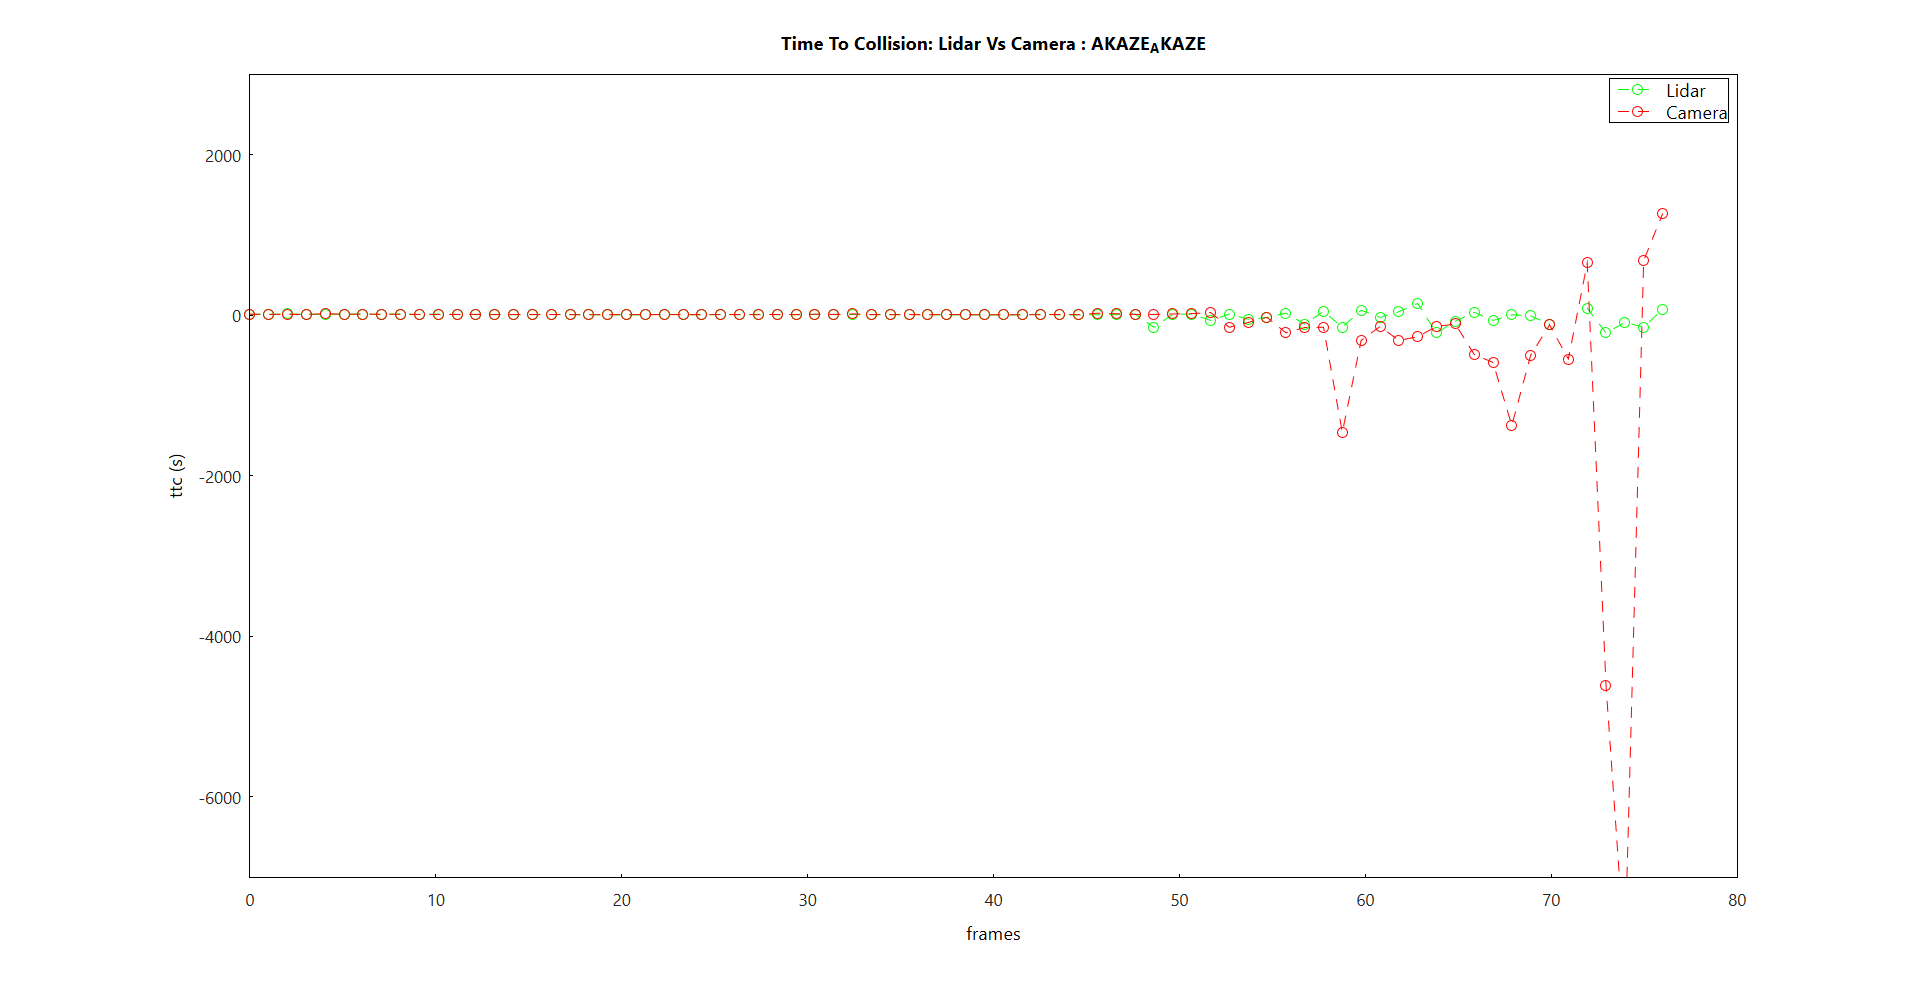 Time To Collision: Lidar Vs Camera : AKAZEAKAZE
Lidar
Camera
2000
0
-2000
-4000
-6000
ttc (s)
0 10 20 30 40 50 60 70 80
frames